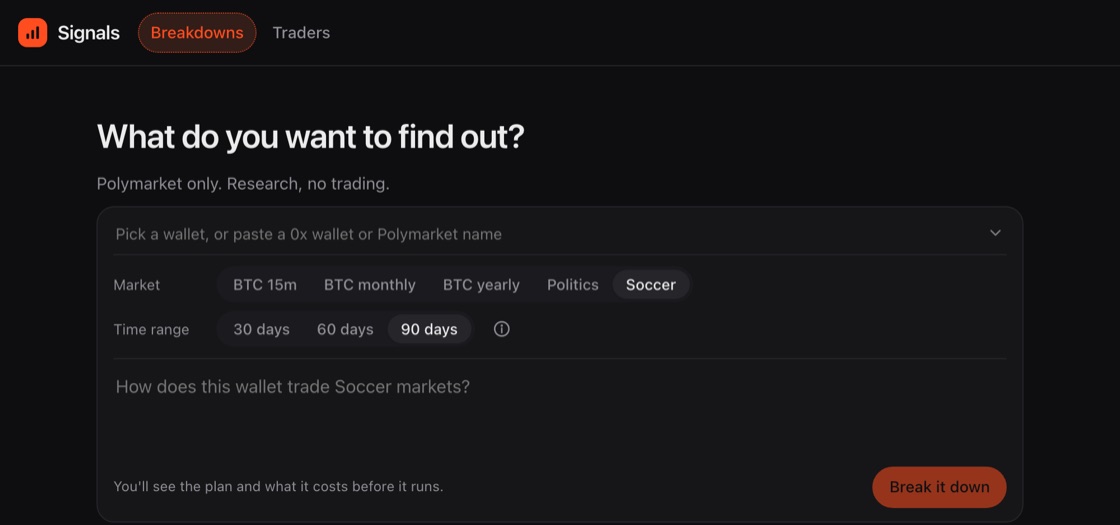 Signals Breakdowns Traders
What do you want to find out?
Polymarket only. Research, no trading.
Pick a wallet, or paste a 0x wallet or Polymarket name
Market BTC 15m BTC monthly BTC yearly Politics Soccer
Time range 30 days 60 days 90 days
How does this wallet trade Soccer markets?
You'll see the plan and what it costs before it runs. Break it down